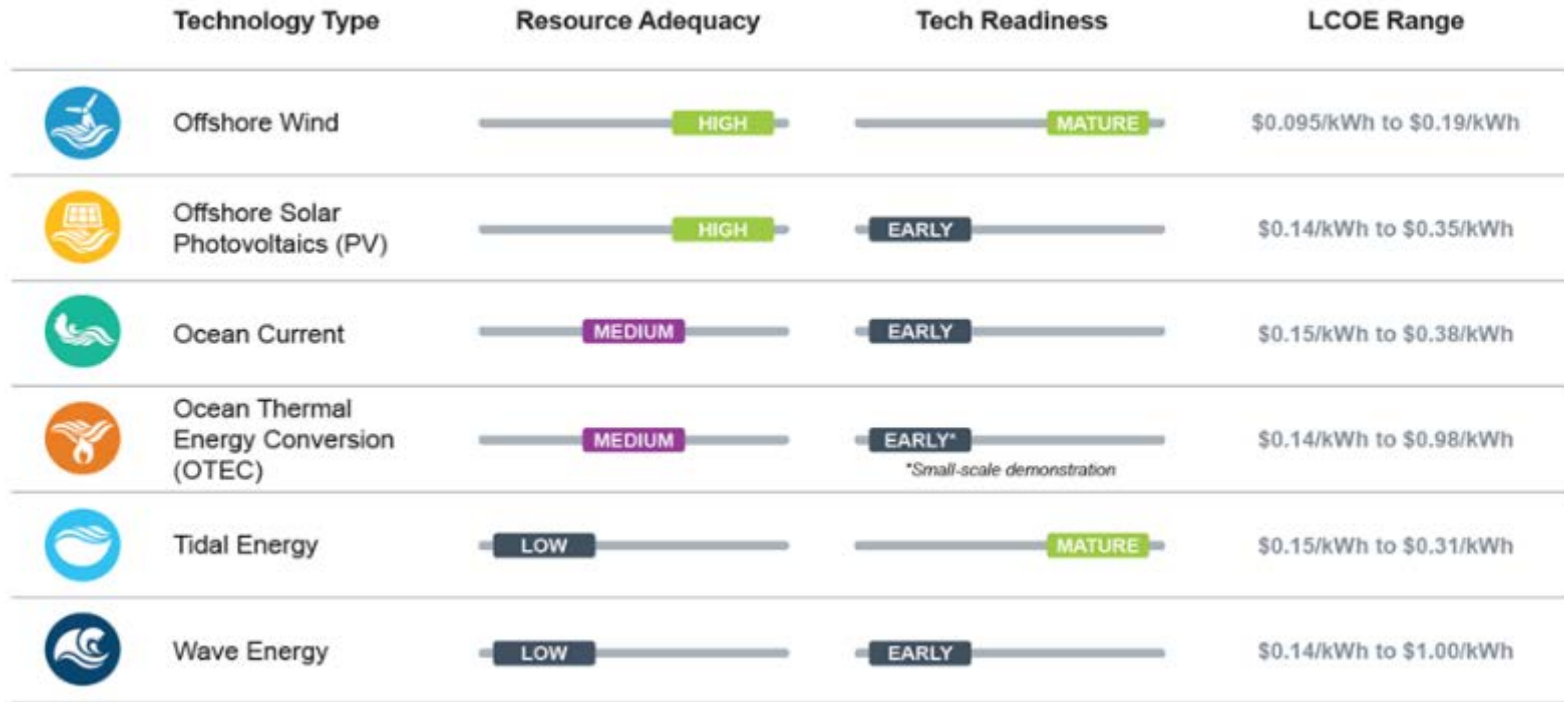 Technology Type Resource Adequacy Tech Readiness LCOE Range
Offshore Wind HIGH MATURE $0.095/kWh to $0.19/kWh
Offshore Solar
Photovoltaics (PV) HIGH EARLY $0.14/kWh to $0.35/kWh
Ocean Current MEDIUM EARLY $0.15/kWh to $0.38/kWh
Ocean Thermal
Energy Conversion MEDIUM EARLY* $0.14/kWh to $0.98/kWh
(OTEC) *Small-scale demonstration
Tidal Energy LOW MATURE $0.15/kWh to $0.31/kWh
Wave Energy LOW EARLY $0.14/kWh to $1.00/kWh